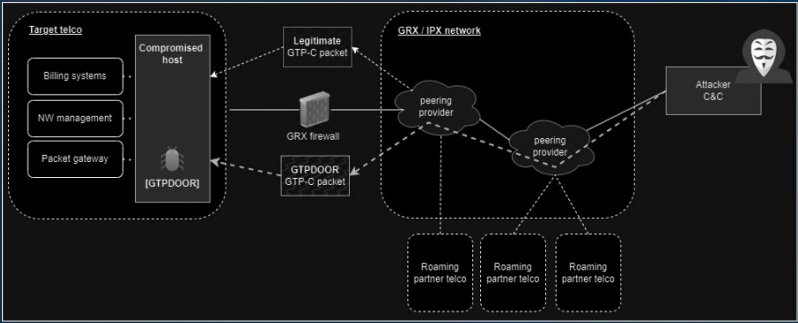 Target telco
Compromised
host
Billing systems
NW management
Packet gateway
[GTPDOOR]
Legitimate
GTP-C packet
GRX firewall
GTPDOOR
GTP-C packet
GRX / IPX network
peering
provider
peering
provider
Attacker
C&C
Roaming
partner telco
Roaming
partner telco
Roaming
partner telco